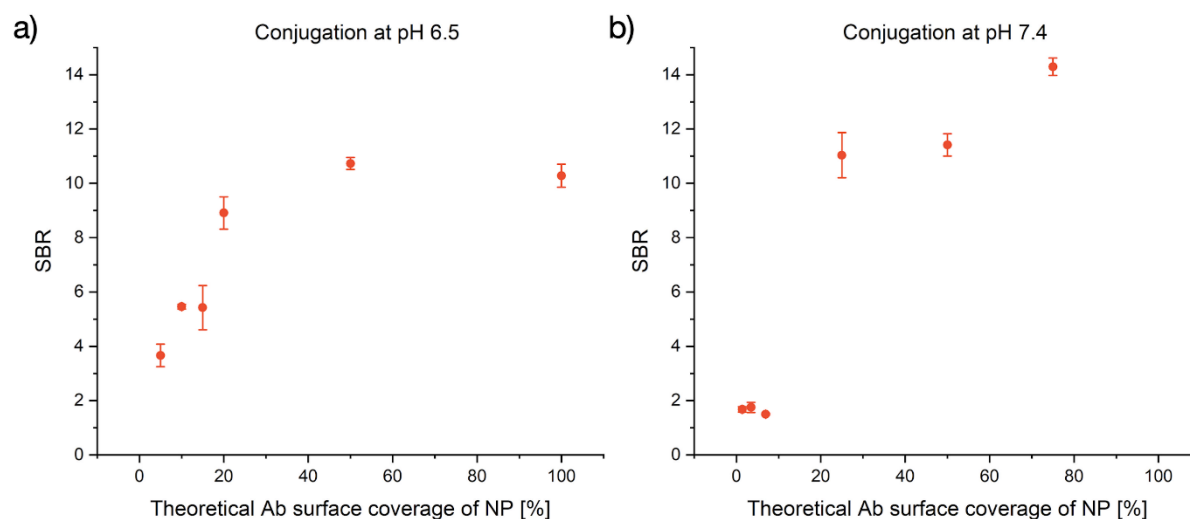 a)
Conjugation at pH 6.5
14
12
10
8
6
4
2
0
SBR
0 20 40 60 80 100
Theoretical Ab surface coverage of NP [%]
b)
Conjugation at pH 7.4
14
12
10
8
6
4
2
0
SBR
0 20 40 60 80 100
Theoretical Ab surface coverage of NP [%]